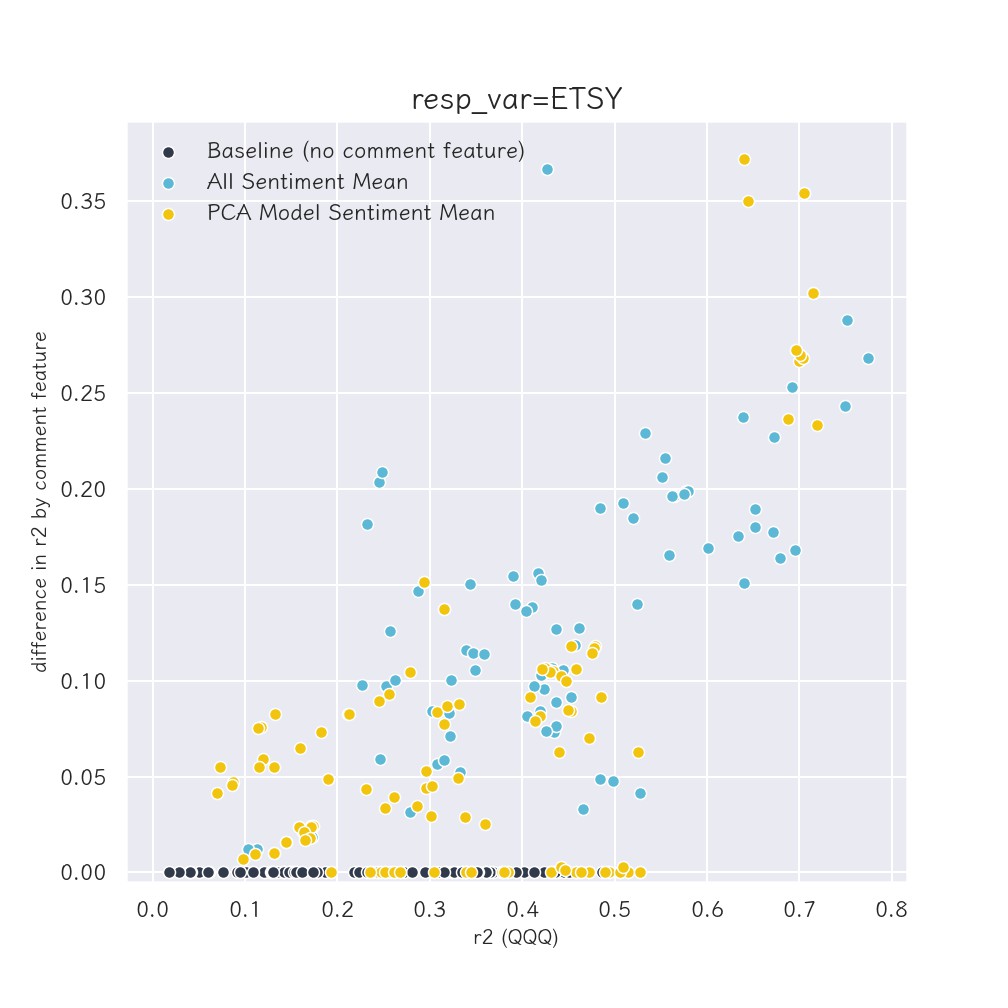 resp_var=ETSY
Baseline (no comment feature)
All Sentiment Mean
PCA Model Sentiment Mean
difference in r2 by comment feature
0.35
0.30
0.25
0.20
0.15
0.10
0.05
0.00
0.0 0.1 0.2 0.3 0.4 0.5 0.6 0.7 0.8
r2 (QQQ)